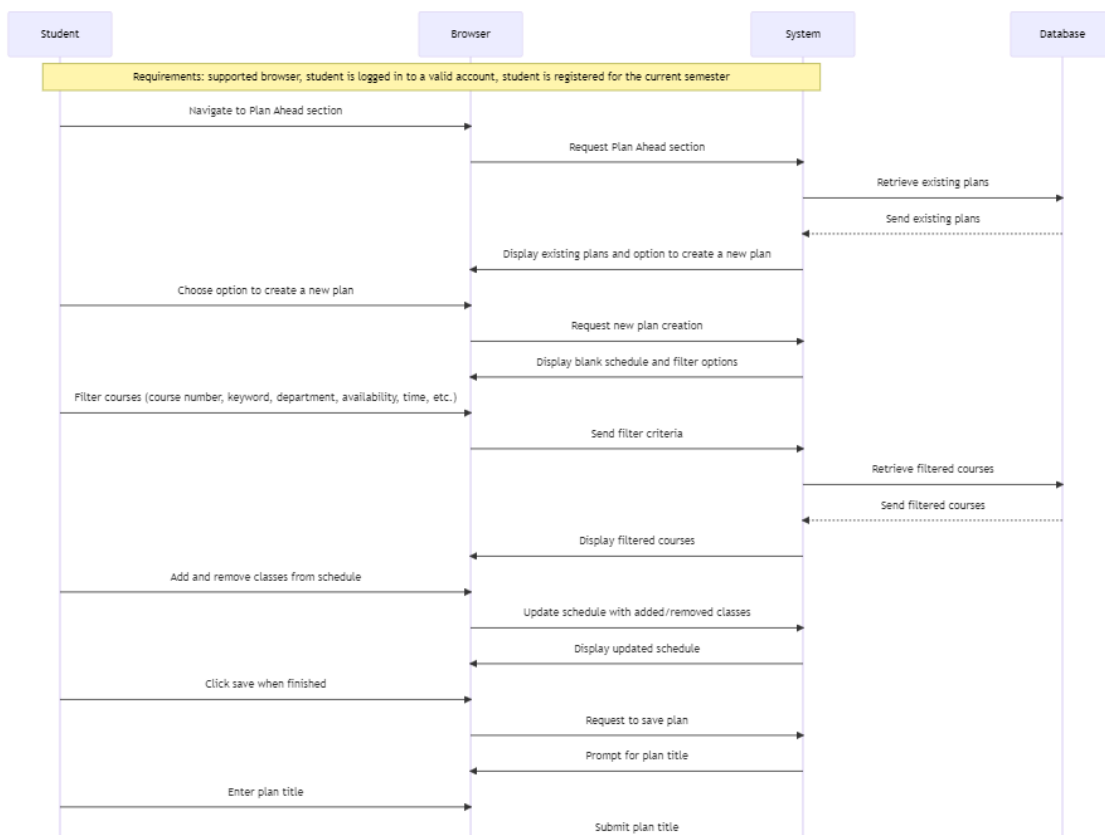 Student
Browser
System
Database
Requirements: supported browser, student is logged in to a valid account, student is registered for the current semester
Navigate to Plan Ahead section
Request Plan Ahead section
Retrieve existing plans
Send existing plans
Display existing plans and option to create a new plan
Choose option to create a new plan
Request new plan creation
Display blank schedule and filter options
Filter courses (course number, keyword, department, availability, time, etc.)
Send filter criteria
Retrieve filtered courses
Send filtered courses
Display filtered courses
Add and remove classes from schedule
Update schedule with added/removed classes
Display updated schedule
Click save when finished
Request to save plan
Prompt for plan title
Enter plan title
Submit plan title